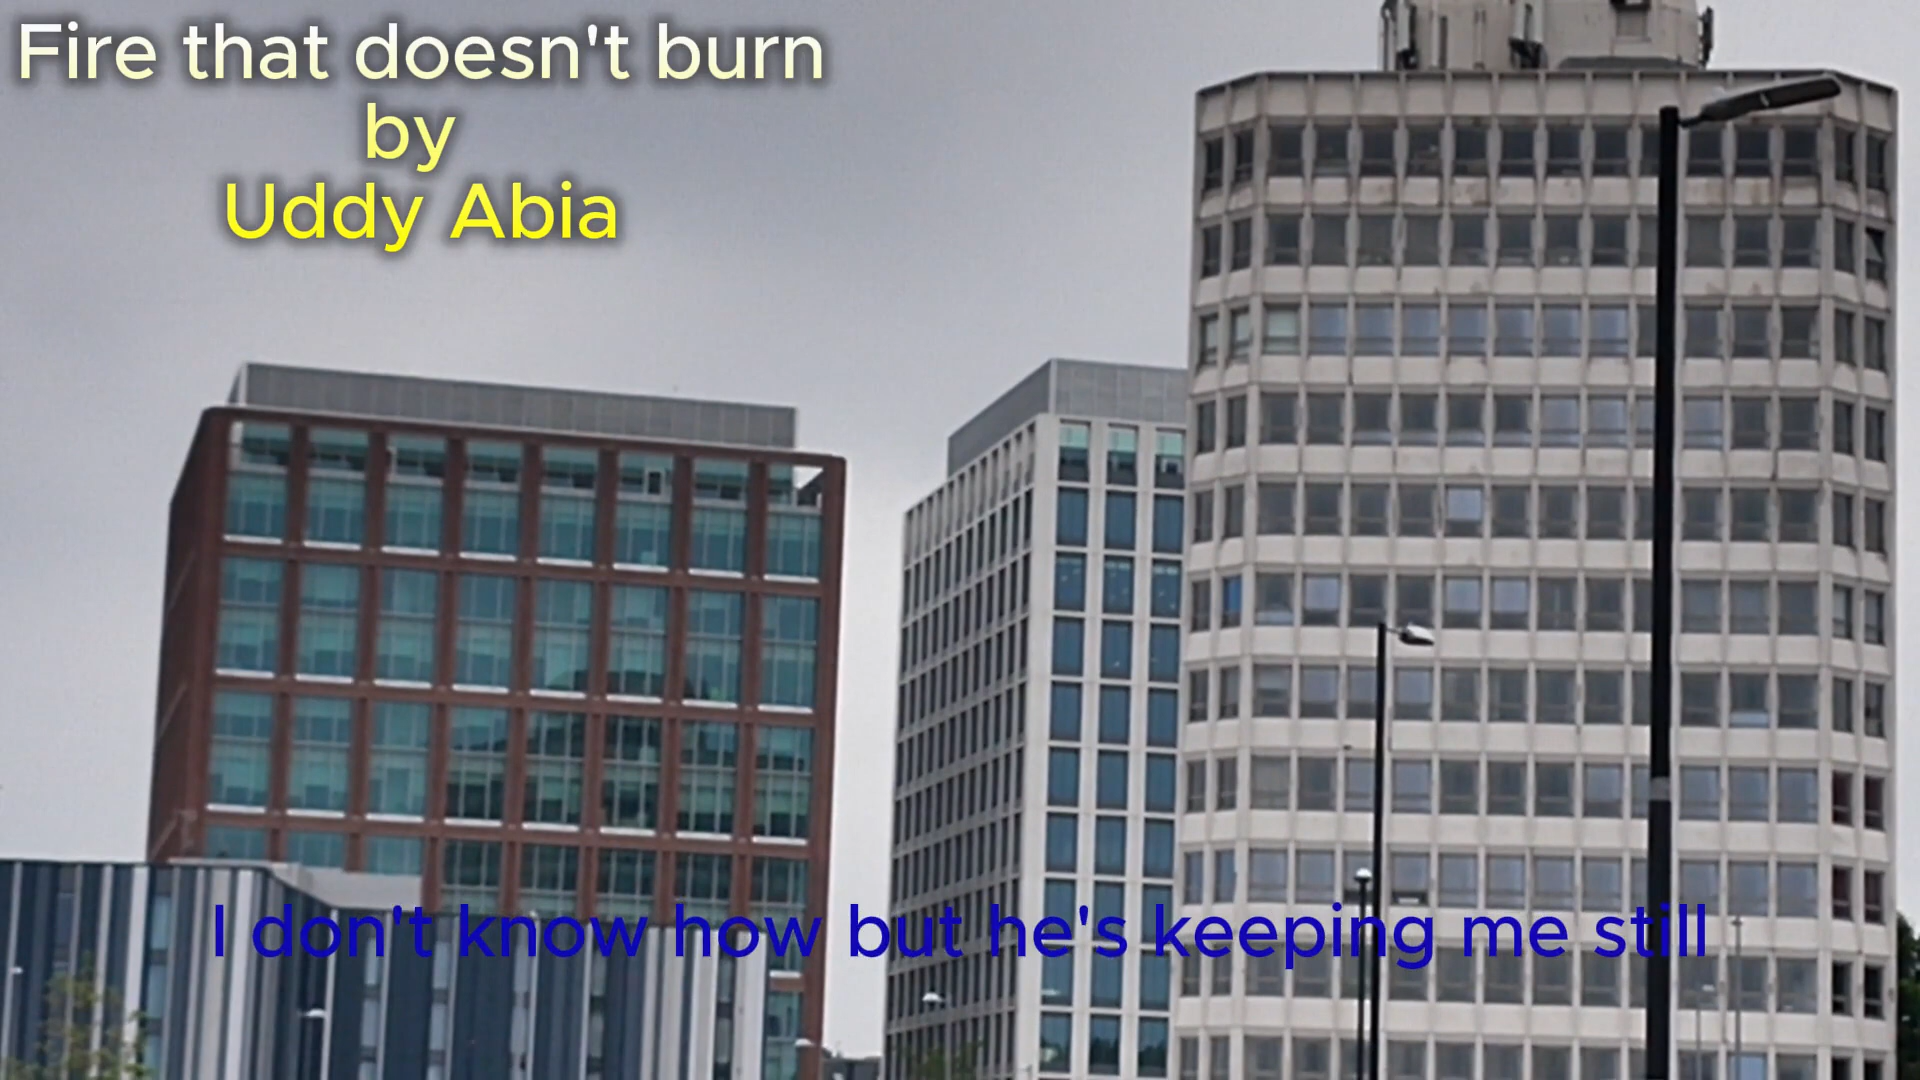 Fire that doesn't burn
by
Uddy Abia
I don't know how but he's keeping me still